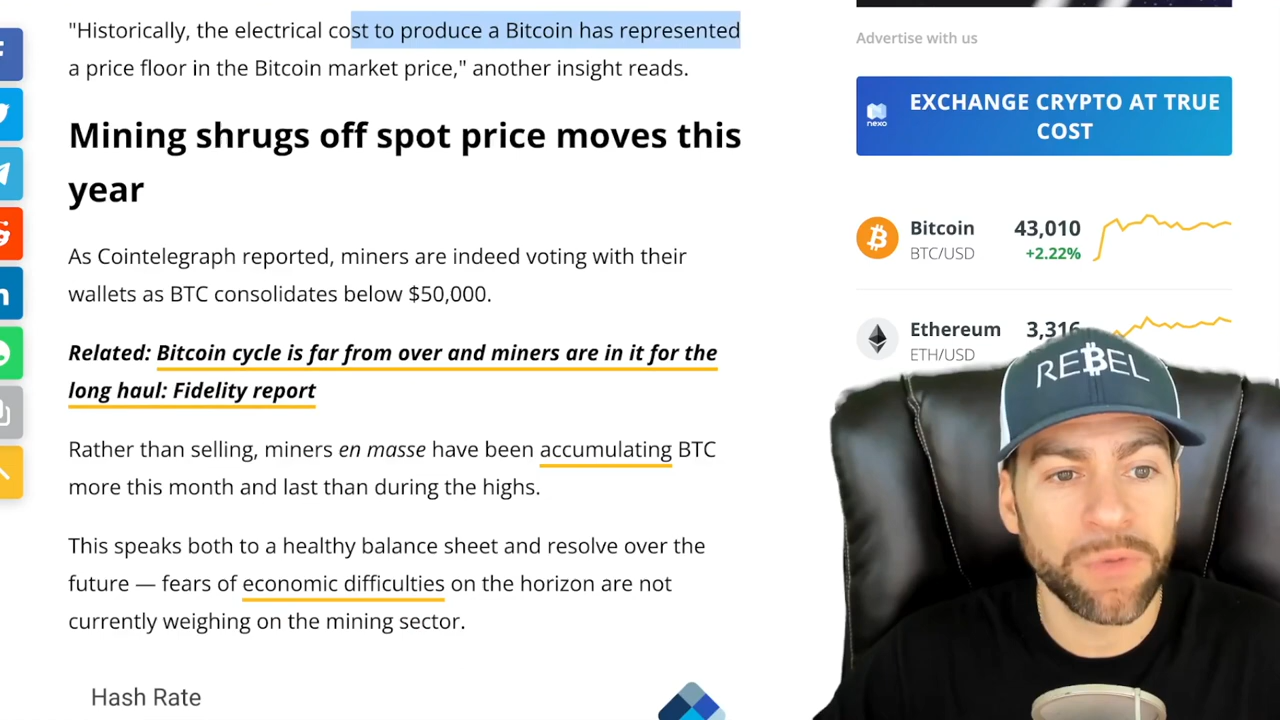 "Historically, the electrical cost to produce a Bitcoin has represented
a price floor in the Bitcoin market price," another insight reads.
Mining shrugs off spot price moves this
year
As Cointelegraph reported, miners are indeed voting with their
wallets as BTC consolidates below $50,000.
Related: Bitcoin cycle is far from over and miners are in it for the
long haul: Fidelity report
Rather than selling, miners en masse have been accumulating BTC
more this month and last than during the highs.
This speaks both to a healthy balance sheet and resolve over the
future — fears of economic difficulties on the horizon are not
currently weighing on the mining sector.
Hash Rate
Advertise with us
nexo
EXCHANGE CRYPTO AT TRUE
COST
Bitcoin 43,010
BTC/USD +2.22%
Ethereum 3,316
ETH/USD
REBEL